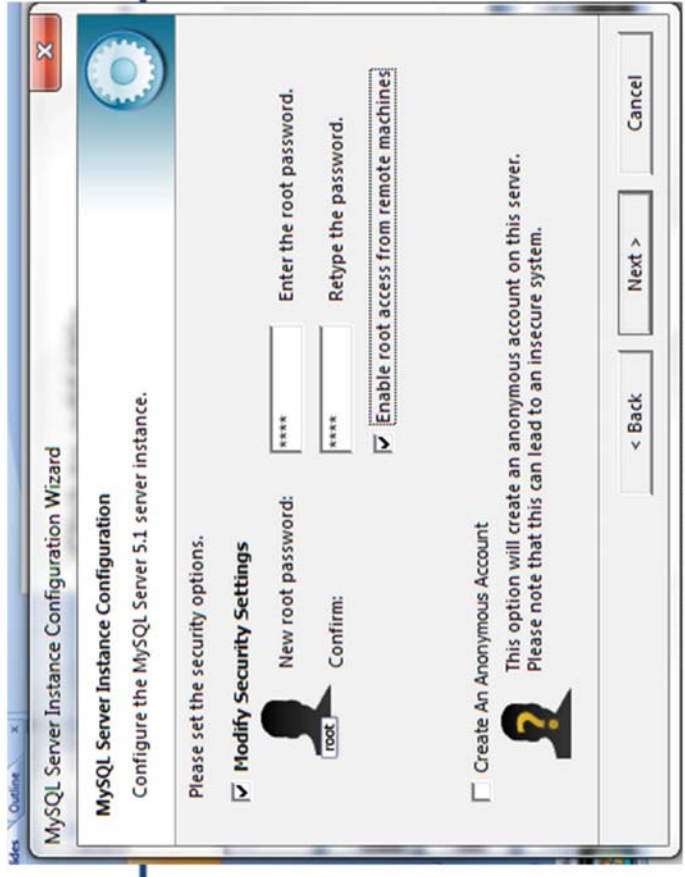 ides Outline x
MySQL Server Instance Configuration Wizard
X
MySQL Server Instance Configuration
Configure the MySQL Server 5.1 server instance.
Please set the security options.
Modify Security Settings
root
New root password:
****
Enter the root password.
Confirm:
****
Retype the password.
Enable root access from remote machines
Create An Anonymous Account
?
This option will create an anonymous account on this server.
Please note that this can lead to an insecure system.
< Back
Next >
Cancel